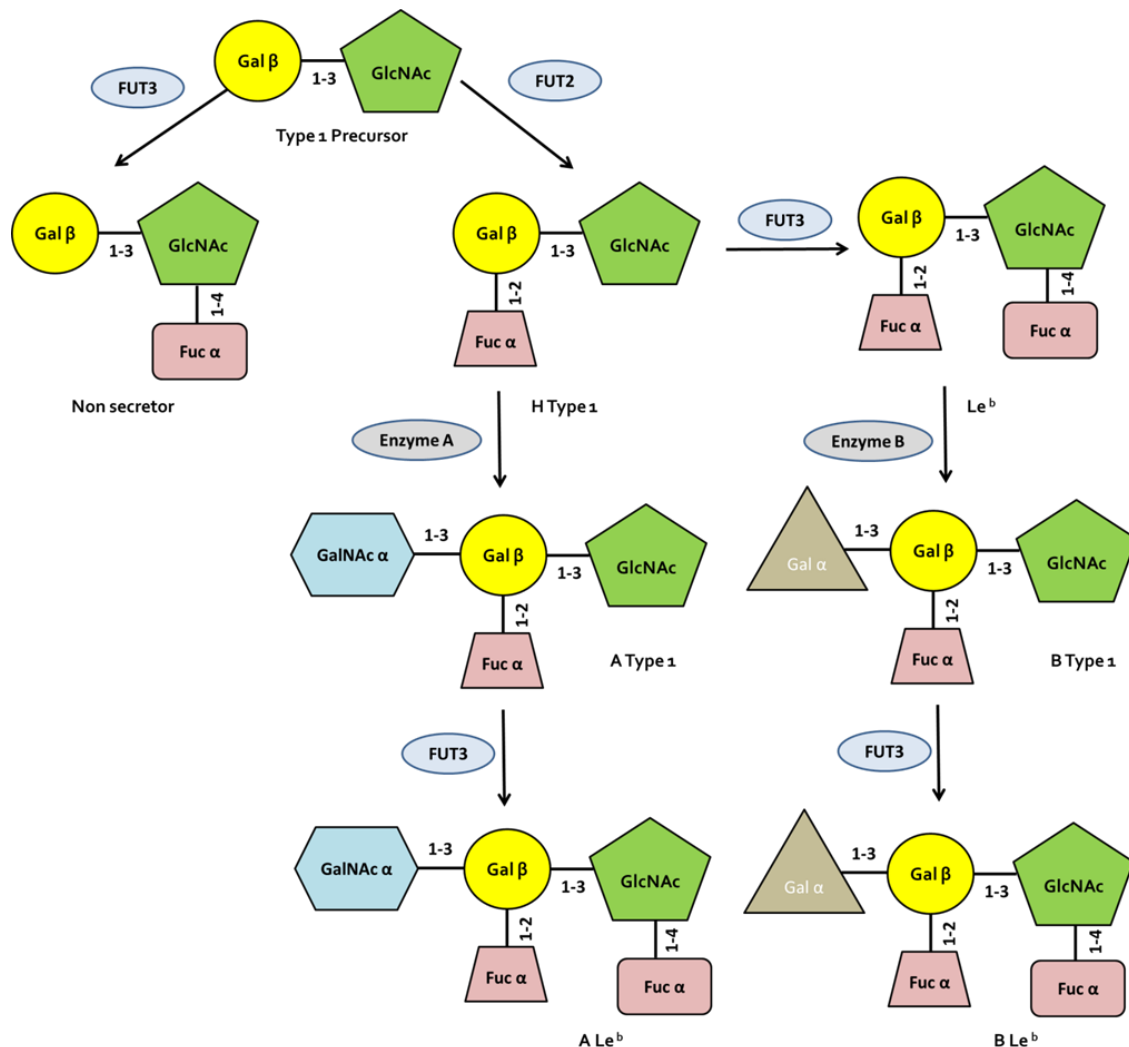 Gal β
1-3
GlcNAc
FUT3
FUT2
Type 1 Precursor
Gal β
1-3
GlcNAc
1-4
Fuc α
Non secretor
Gal β
1-3
GlcNAc
1-2
Fuc α
H Type 1
FUT3
Gal β
1-3
GlcNAc
1-2
1-4
Fuc α
Fuc α
Le ᵇ
Enzyme A
Enzyme B
GalNAc α
1-3
Gal β
1-3
GlcNAc
1-2
Fuc α
A Type 1
Gal α
1-3
Gal β
1-3
GlcNAc
1-2
Fuc α
B Type 1
FUT3
FUT3
GalNAc α
1-3
Gal β
1-3
GlcNAc
1-2
1-4
Fuc α
Fuc α
A Le ᵇ
Gal α
1-3
Gal β
1-3
GlcNAc
1-2
1-4
Fuc α
Fuc α
B Le ᵇ